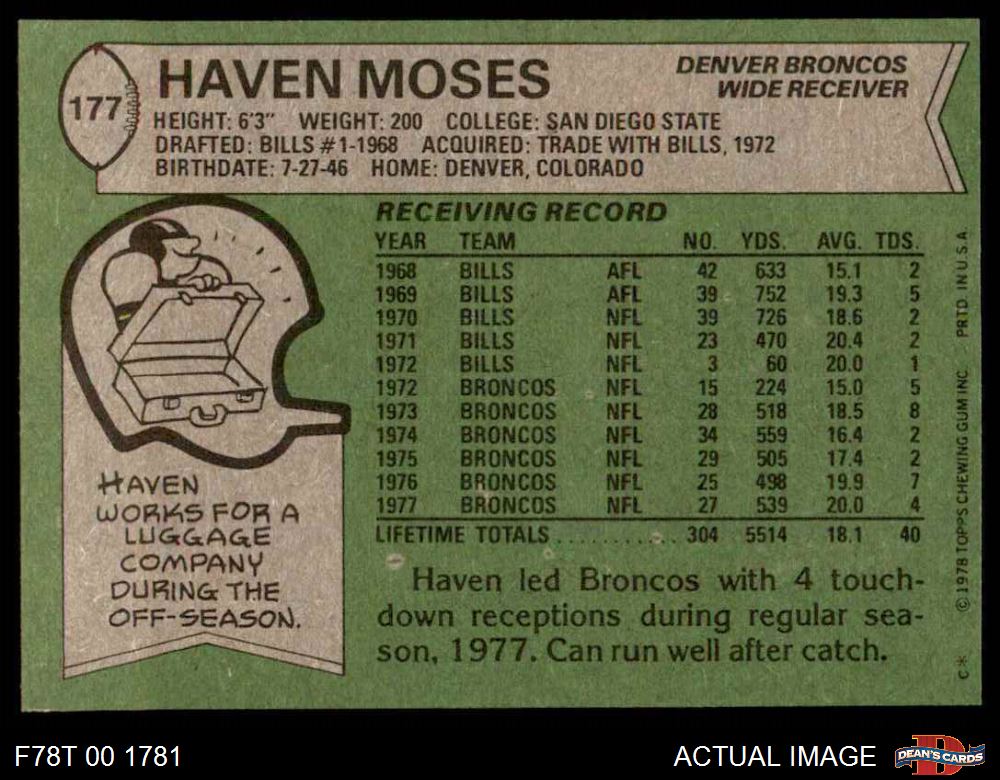 177
HAVEN MOSES
DENVER BRONCOS
WIDE RECEIVER
HEIGHT: 6'3" WEIGHT: 200 COLLEGE: SAN DIEGO STATE
DRAFTED: BILLS #1-1968 ACQUIRED: TRADE WITH BILLS, 1972
BIRTHDATE: 7-27-46 HOME: DENVER, COLORADO
RECEIVING RECORD
YEAR TEAM NO. YDS. AVG. TDS.
1968 BILLS AFL 42 633 15.1 2
1969 BILLS AFL 39 752 19.3 5
1970 BILLS NFL 39 726 18.6 2
1971 BILLS NFL 23 470 20.4 2
1972 BILLS NFL 3 60 20.0 1
1972 BRONCOS NFL 15 224 15.0 5
1973 BRONCOS NFL 28 518 18.5 8
1974 BRONCOS NFL 34 559 16.4 2
1975 BRONCOS NFL 29 505 17.4 2
1976 BRONCOS NFL 25 498 19.9 7
1977 BRONCOS NFL 27 539 20.0 4
LIFETIME TOTALS ........... 304 5514 18.1 40
Haven led Broncos with 4 touch-
down receptions during regular sea-
son, 1977. Can run well after catch.
HAVEN
WORKS FOR A
LUGGAGE
COMPANY
DURING THE
OFF-SEASON.
C* © 1978 TOPPS CHEWING GUM INC. PRTD. IN U.S.A.
F78T 00 1781
ACTUAL IMAGE
D
DEAN'S CARDS